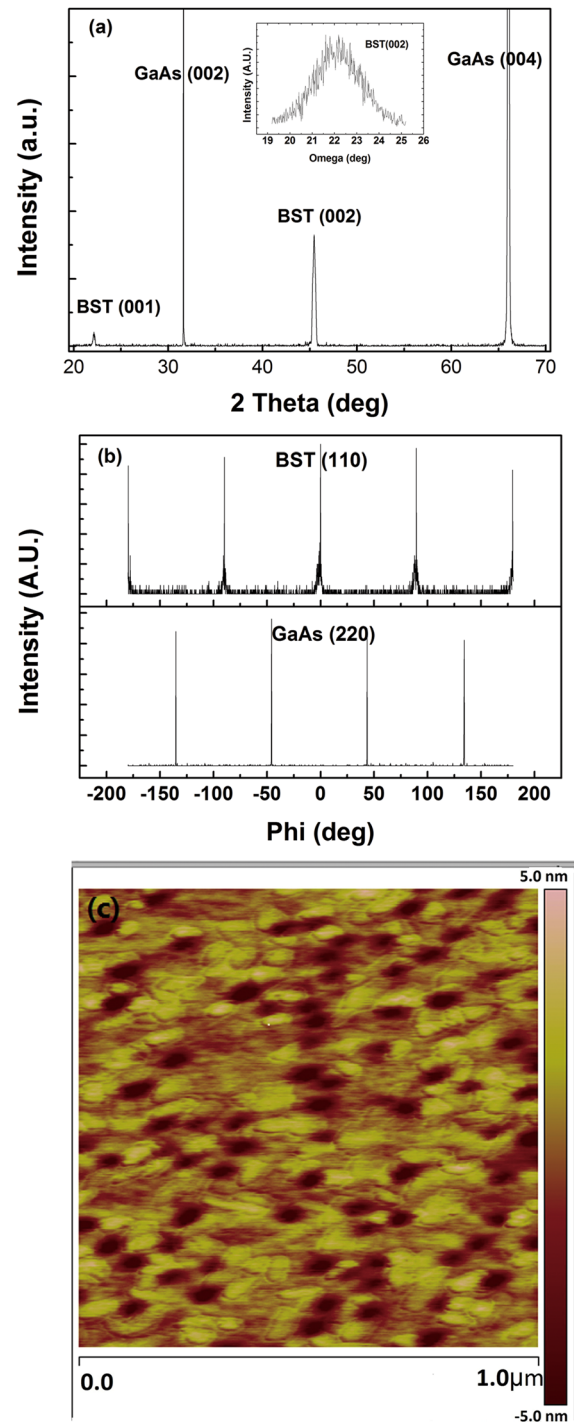 (a)
GaAs (002)
GaAs (004)
BST(002)
Intensity (A.U.)
19 20 21 22 23 24 25 26
Omega (deg)
BST (002)
BST (001)
Intensity (a.u.)
20 30 40 50 60 70
2 Theta (deg)
(b)
BST (110)
GaAs (220)
Intensity (A.U.)
-200 -150 -100 -50 0 50 100 150 200
Phi (deg)
5.0 nm
(c)
0.0
1.0μm
-5.0 nm